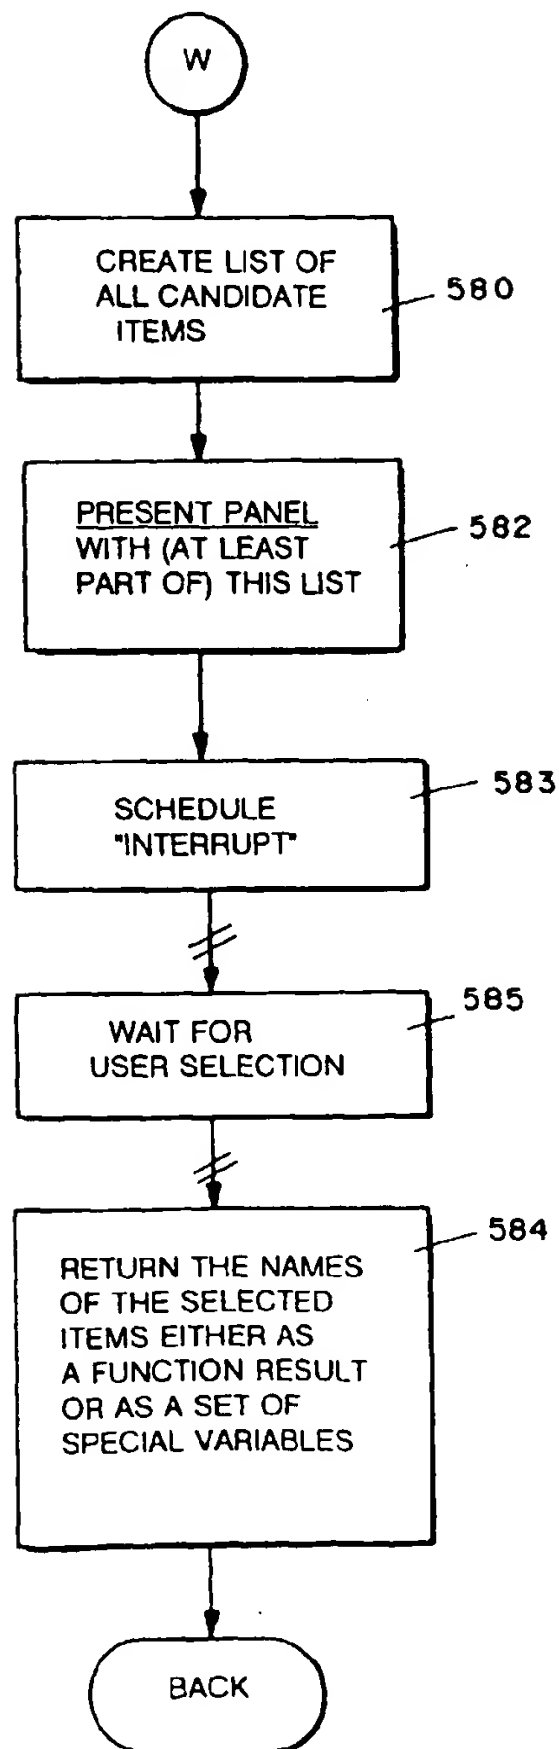 W
CREATE LIST OF
ALL CANDIDATE
ITEMS
580
PRESENT PANEL
WITH (AT LEAST
PART OF) THIS LIST
582
SCHEDULE
"INTERRUPT"
583
WAIT FOR
USER SELECTION
585
RETURN THE NAMES
OF THE SELECTED
ITEMS EITHER AS
A FUNCTION RESULT
OR AS A SET OF
SPECIAL VARIABLES
584
BACK